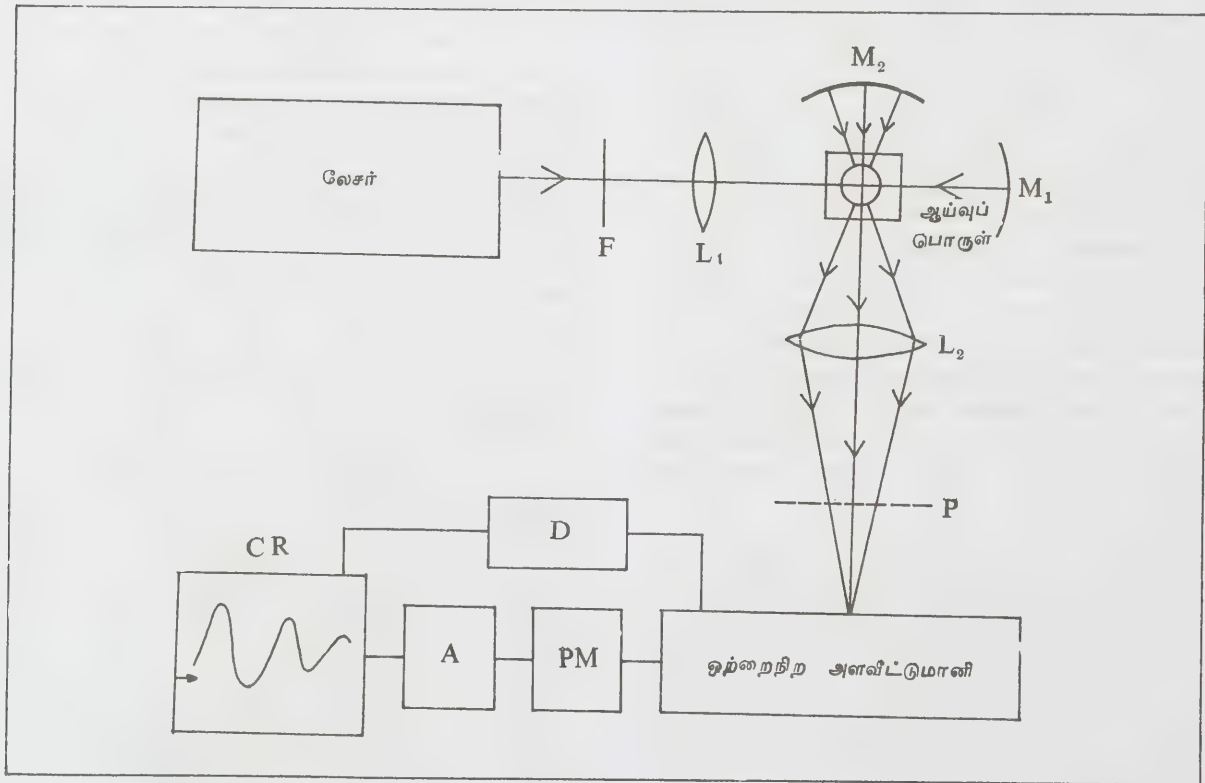 M₂
லேசர்
M₁
ஆய்வுப்
பொருள்
F
L₁
L₂
P
D
CR
A
PM
ஒற்றைநிற அளவீட்டுமானி